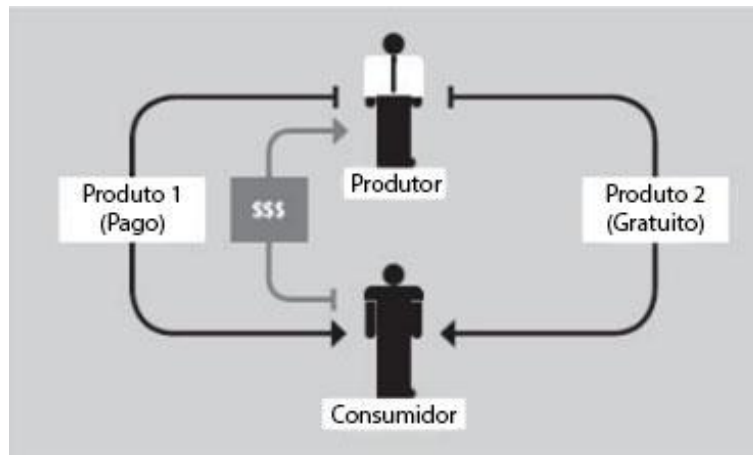 Produtor
Produto 1
(Pago)
$$$
Produto 2
(Gratuito)
Consumidor